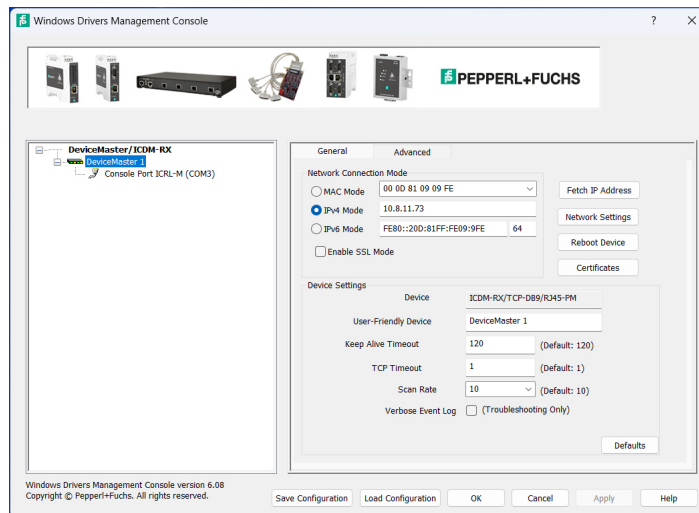 Windows Drivers Management Console
PEPPERL+FUCHS
DeviceMaster/ICDM-RX
DeviceMaster 1
Console Port ICRL-M (COM3)
General Advanced
Network Connection Mode
MAC Mode 00 0D 81 09 09 FE Fetch IP Address
IPv4 Mode 10.8.11.73 Network Settings
IPv6 Mode FE80::20D:81FF:FE09:9FE 64
Reboot Device
Enable SSL Mode
Certificates
Device Settings
Device ICDM-RX/TCP-DB9/RJ45-PM
User-Friendly Device DeviceMaster 1
Keep Alive Timeout 120 (Default: 120)
TCP Timeout 1 (Default: 1)
Scan Rate 10 (Default: 10)
Verbose Event Log (Troubleshooting Only)
Defaults
Windows Drivers Management Console version 6.08
Copyright © Pepperl+Fuchs. All rights reserved.
Save Configuration Load Configuration OK Cancel Apply Help